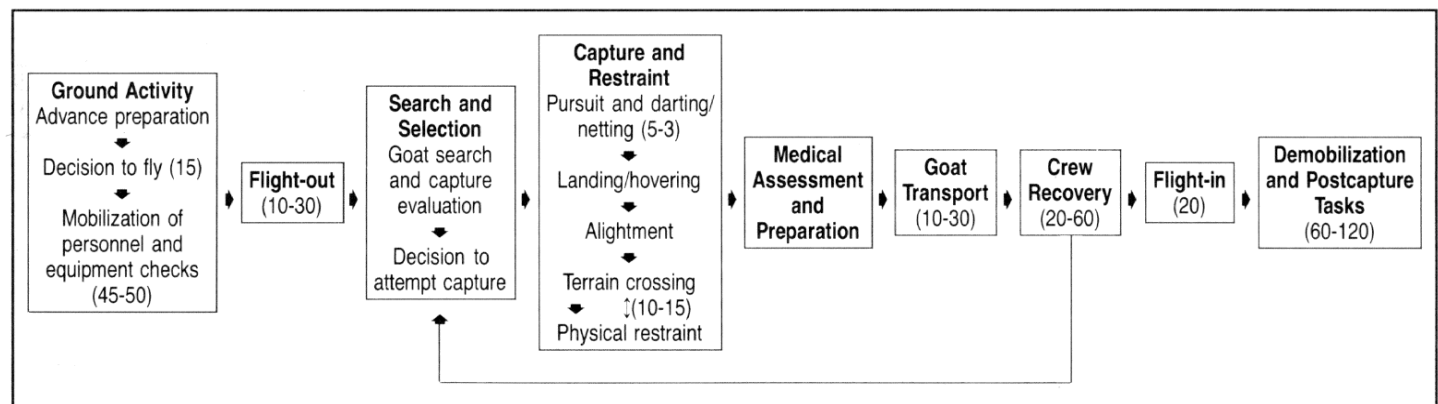 Ground Activity
Advance preparation
Decision to fly (15)
Mobilization of
personnel and
equipment checks
(45-50)
Flight-out
(10-30)
Search and
Selection
Goat search
and capture
evaluation
Decision to
attempt capture
Capture and
Restraint
Pursuit and darting/
netting (5-3)
Landing/hovering
Alightment
Terrain crossing
(10-15)
Physical restraint
Medical
Assessment
and
Preparation
Goat
Transport
(10-30)
Crew
Recovery
(20-60)
Flight-in
(20)
Demobilization
and Postcapture
Tasks
(60-120)